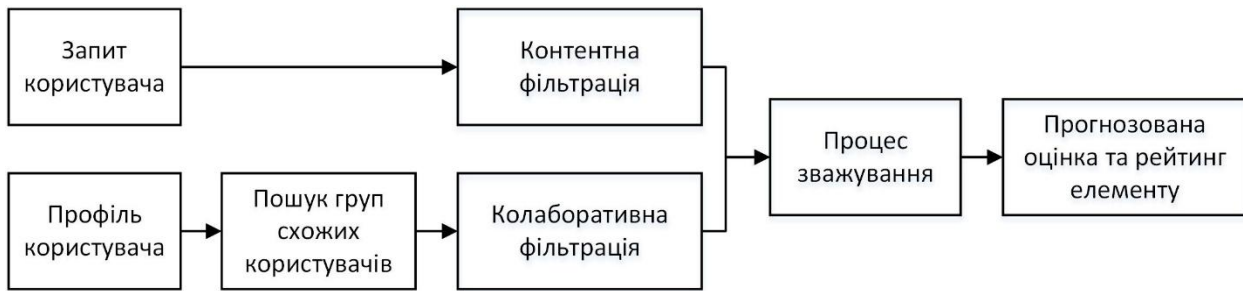 Запит
користувача
Контентна
фільтрація
Процес
зважування
Прогнозована
оцінка та рейтинг
елементу
Профіль
користувача
Пошук груп
схожих
користувачів
Колаборативна
фільтрація